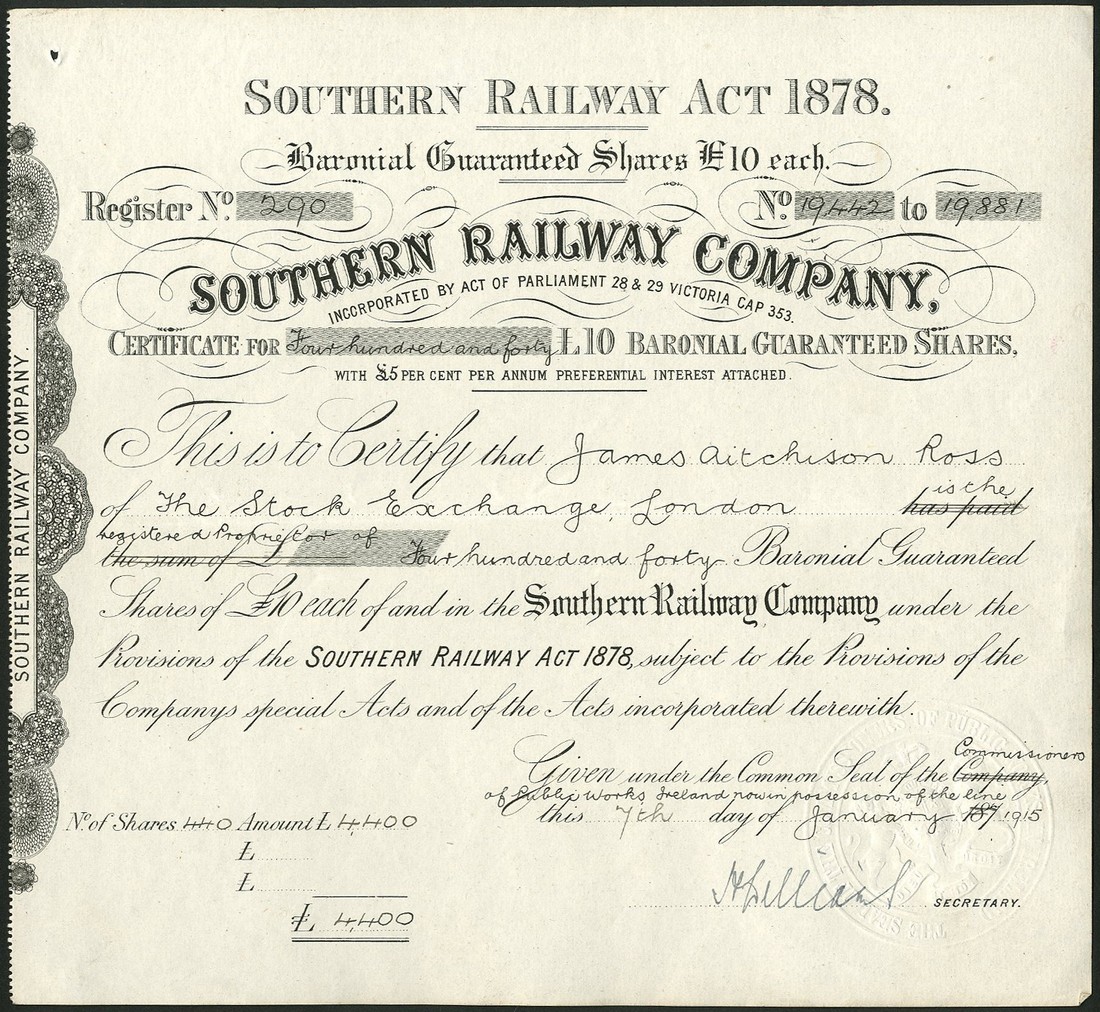 SOUTHERN RAILWAY ACT 1878.
Baronial Guaranteed Shares £10 each.
Register No. 290 No. 19442 to 19,881
SOUTHERN RAILWAY COMPANY,
INCORPORATED BY ACT OF PARLIAMENT 28 & 29 VICTORIA CAP 353.
CERTIFICATE FOR Four hundred and forty £10 BARONIAL GUARANTEED SHARES,
WITH £5 PER CENT PER ANNUM PREFERENTIAL INTEREST ATTACHED.
This is to Certify that James Aitchison Ross
is the
of The Stock Exchange, London has paid
registered Proprietor of
the sum of £ Four hundred and forty Baronial Guaranteed
Shares of £10 each of and in the Southern Railway Company under the
Provisions of the SOUTHERN RAILWAY ACT 1878, subject to the Provisions of the
Companys special Acts and of the Acts incorporated therewith.
Commissioners
Given under the Common Seal of the Company,
of Public Works Ireland now in possession of the line
this 7th day of January 187 1915
No. of Shares 440 Amount £ 4,400
£
£
£ 4,400
SECRETARY.
SOUTHERN RAILWAY COMPANY.